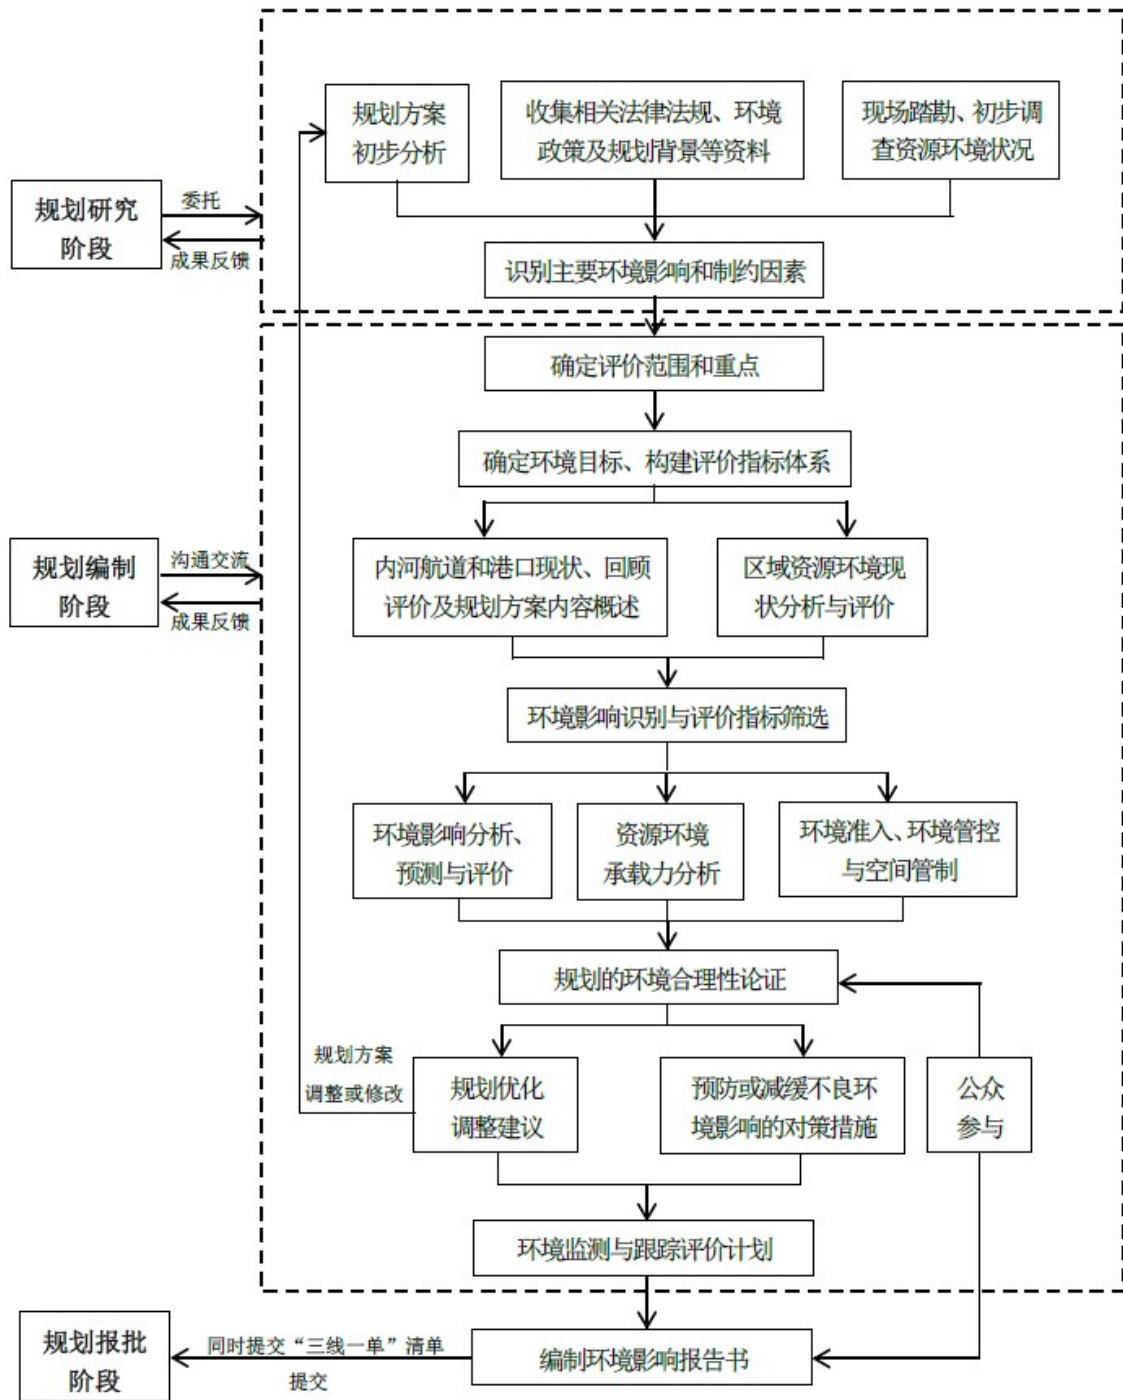 规划方案
初步分析
收集相关法律法规、环境
政策及规划背景等资料
现场踏勘、初步调
查资源环境状况
规划研究
阶段
委托
成果反馈
识别主要环境影响和制约因素
确定评价范围和重点
确定环境目标、构建评价指标体系
规划编制
阶段
沟通交流
成果反馈
内河航道和港口现状、回顾
评价及规划方案内容概述
区域资源环境现
状分析与评价
环境影响识别与评价指标筛选
环境影响分析、
预测与评价
资源环境
承载力分析
环境准入、环境管控
与空间管制
规划的环境合理性论证
规划方案
调整或修改
规划优化
调整建议
预防或减缓不良环
境影响的对策措施
公众
参与
环境监测与跟踪评价计划
规划报批
阶段
同时提交“三线一单”清单
提交
编制环境影响报告书